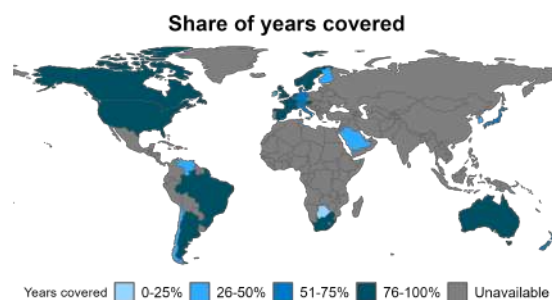 Share of years covered
Years covered 0-25% 26-50% 51-75% 76-100% Unavailable